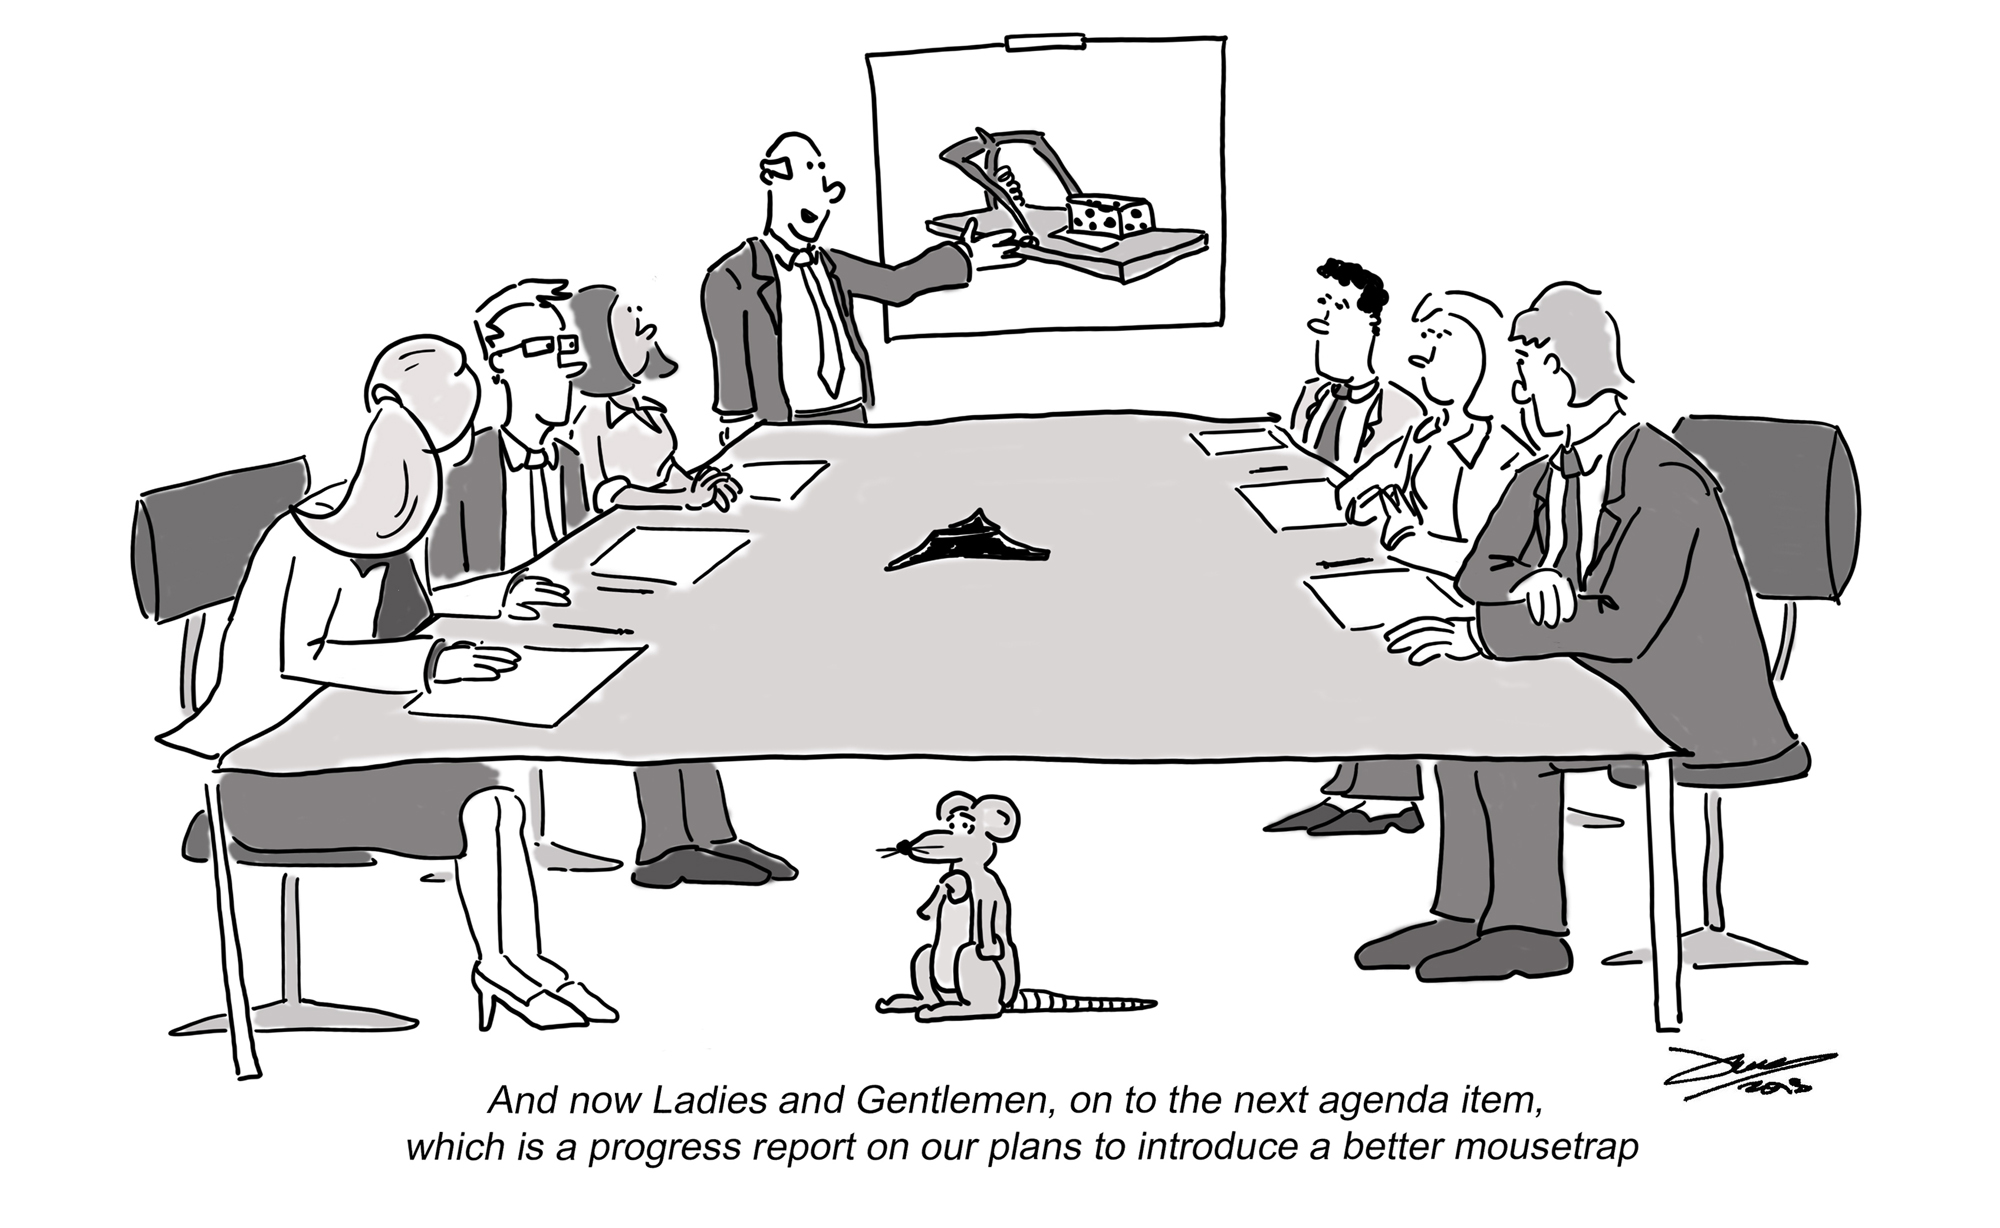 And now Ladies and Gentlemen, on to the next agenda item,
which is a progress report on our plans to introduce a better mousetrap